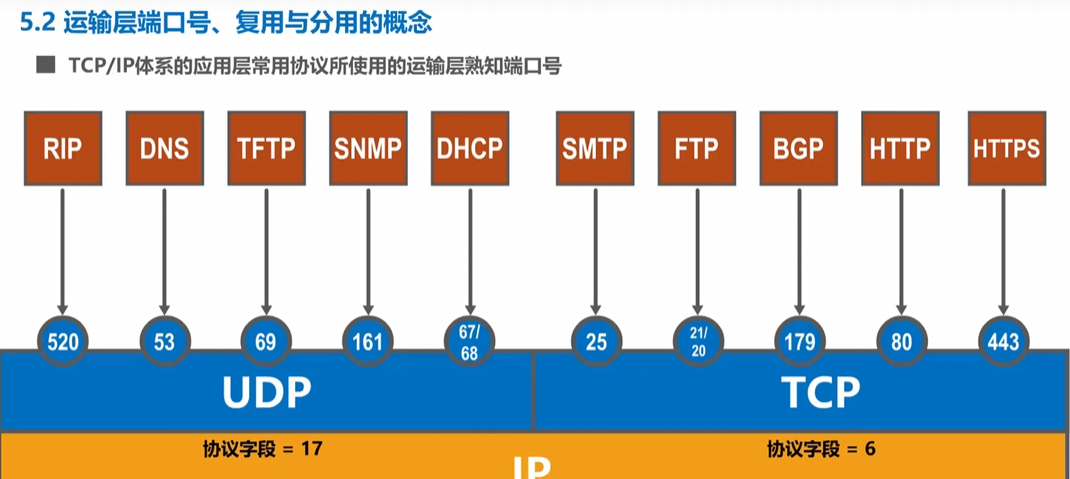 5.2 运输层端口号、复用与分用的概念
TCP/IP体系的应用层常用协议所使用的运输层熟知端口号
RIP DNS TFTP SNMP DHCP SMTP FTP BGP HTTP HTTPS
520 53 69 161 67/68 25 21/20 179 80 443
UDP TCP
协议字段 = 17 协议字段 = 6
IP